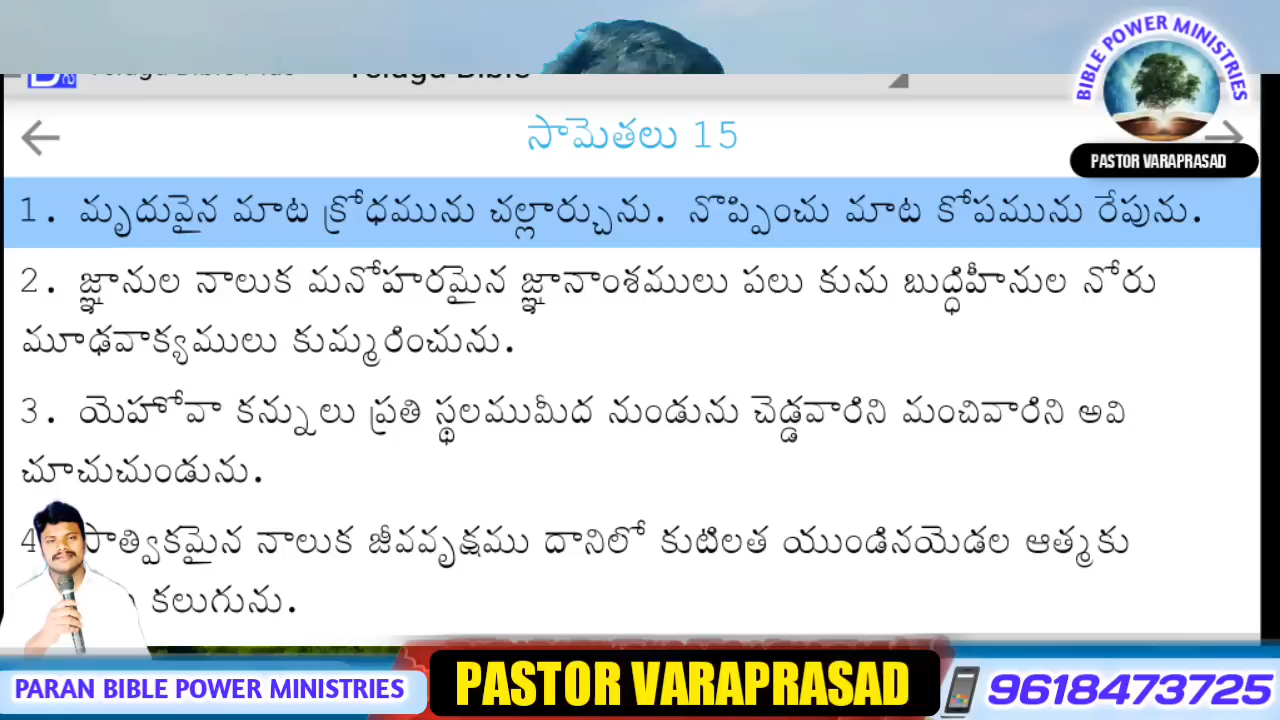 Telugu Bible
BIBLE POWER MINISTRIES
సామెతలు 15
PASTOR VARAPRASAD
1. మృదువైన మాట క్రోధమును చల్లార్చును. నొప్పించు మాట కోపమును రేపును.
2. జ్ఞానుల నాలుక మనోహరమైన జ్ఞానాంశములు పలు కును బుద్ధిహీనుల నోరు
మూఢవాక్యములు కుమ్మరించును.
3. యెహోవా కన్నులు ప్రతి స్థలముమీద నుండును చెడ్డవారిని మంచివారిని అవి
చూచుచుండును.
4 సాత్వికమైన నాలుక జీవవృక్షము దానిలో కుటిలత యుండినయెడల ఆత్మకు
కలుగును.
PARAN BIBLE POWER MINISTRIES
PASTOR VARAPRASAD
9618473725